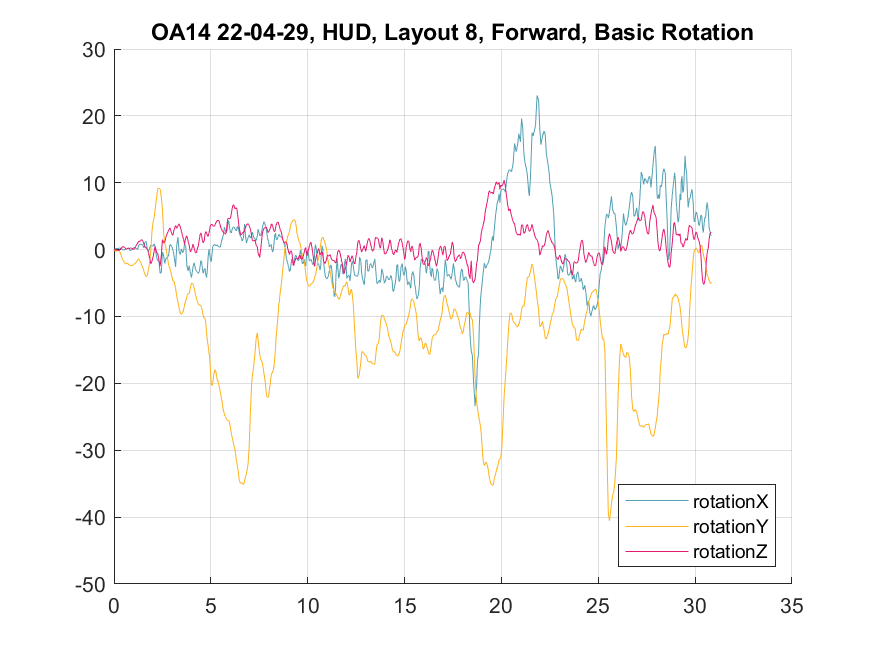 OA14 22-04-29, HUD, Layout 8, Forward, Basic Rotation
30
20
10
0
-10
-20
-30
-40
-50
0 5 10 15 20 25 30 35
rotationX
rotationY
rotationZ